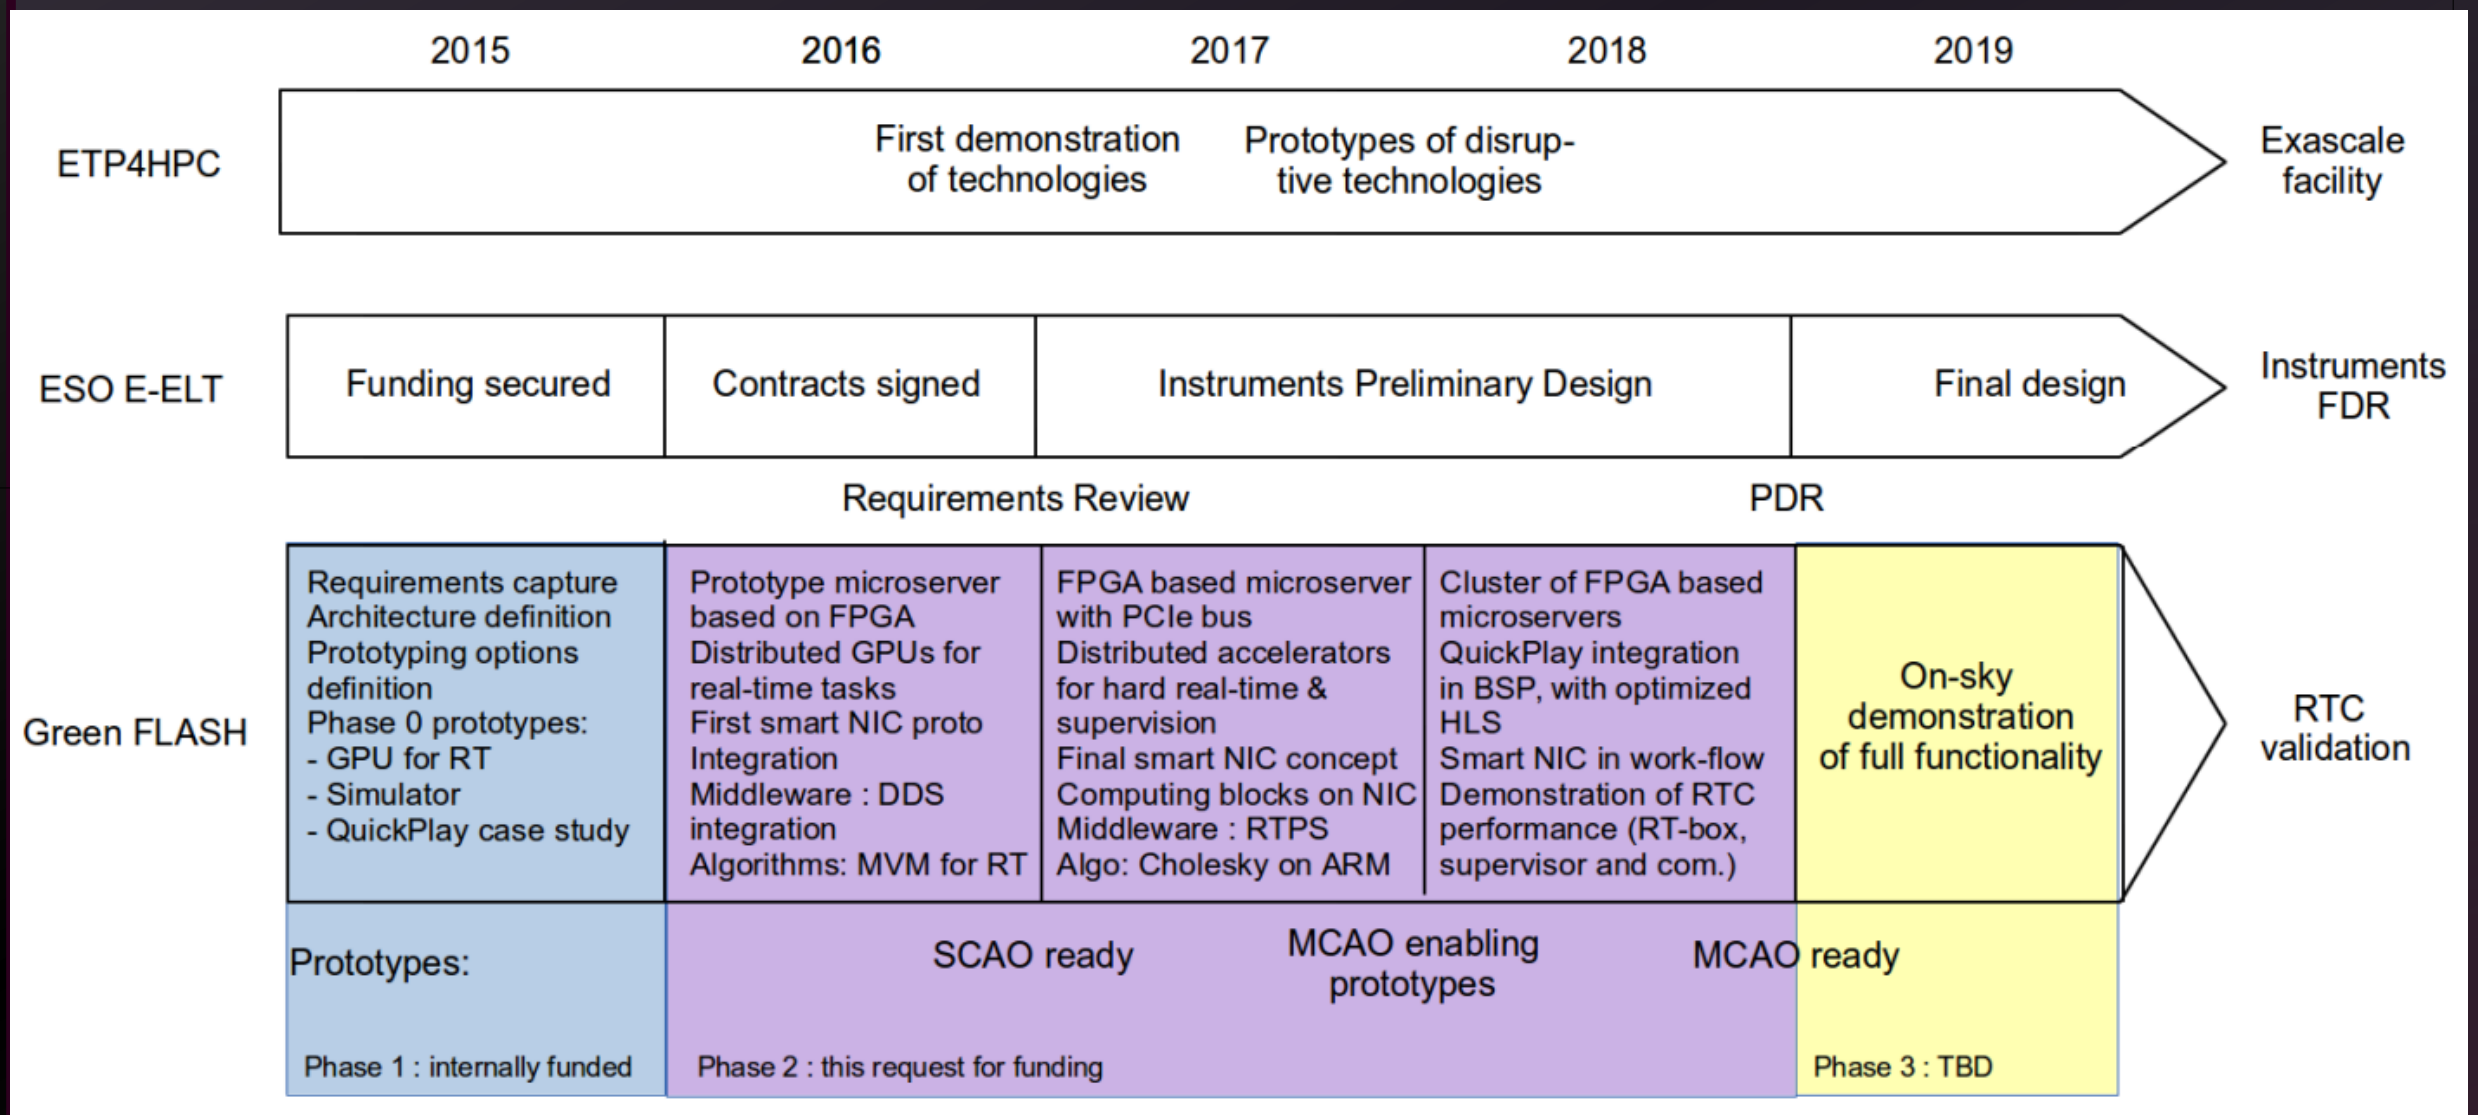 2015 2016 2017 2018 2019
ETP4HPC
First demonstration
of technologies
Prototypes of disrup-
tive technologies
Exascale
facility
ESO E-ELT
Funding secured
Contracts signed
Instruments Preliminary Design
Final design
Instruments
FDR
Requirements Review
PDR
Green FLASH
Requirements capture
Architecture definition
Prototyping options
definition
Phase 0 prototypes:
- GPU for RT
- Simulator
- QuickPlay case study
Prototype microserver
based on FPGA
Distributed GPUs for
real-time tasks
First smart NIC proto
Integration
Middleware : DDS
integration
Algorithms: MVM for RT
FPGA based microserver
with PCIe bus
Distributed accelerators
for hard real-time &
supervision
Final smart NIC concept
Computing blocks on NIC
Middleware : RTPS
Algo: Cholesky on ARM
Cluster of FPGA based
microservers
QuickPlay integration
in BSP, with optimized
HLS
Smart NIC in work-flow
Demonstration of RTC
performance (RT-box,
supervisor and com.)
On-sky
demonstration
of full functionality
RTC
validation
Prototypes:
SCAO ready
MCAO enabling
prototypes
MCAO ready
Phase 1 : internally funded
Phase 2 : this request for funding
Phase 3 : TBD